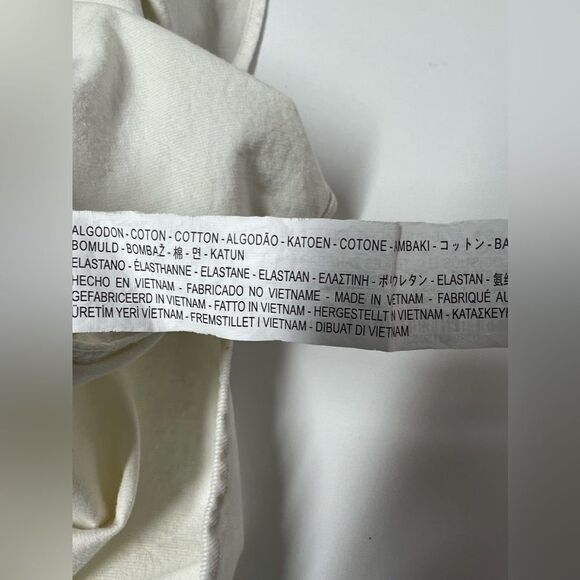 ALGODON - COTON - COTTON - ALGODÃO - KATOEN - COTONE - ΒΑΜΒΑΚΙ - コットン - BA
BOMULD - BOMBAŽ - 棉 - 면 - KATUN
ELASTANO - ÉLASTHANNE - ELASTANE - ELASTAAN - ΕΛΑΣΤΙΝΗ - ポリウレタン - ELASTAN - 氨纶
HECHO EN VIETNAM - FABRICADO NO VIETNAME - MADE IN VIETNAM - FABRIQUÉ AU
GEFABRICEERD IN VIETNAM - FATTO IN VIETNAM - HERGESTELLT IN VIETNAM - ΚΑΤΑΣΚΕΥ
ÜRETİM YERİ VİETNAM - FREMSTILLET I VIETNAM - DIBUAT DI VIETNAM